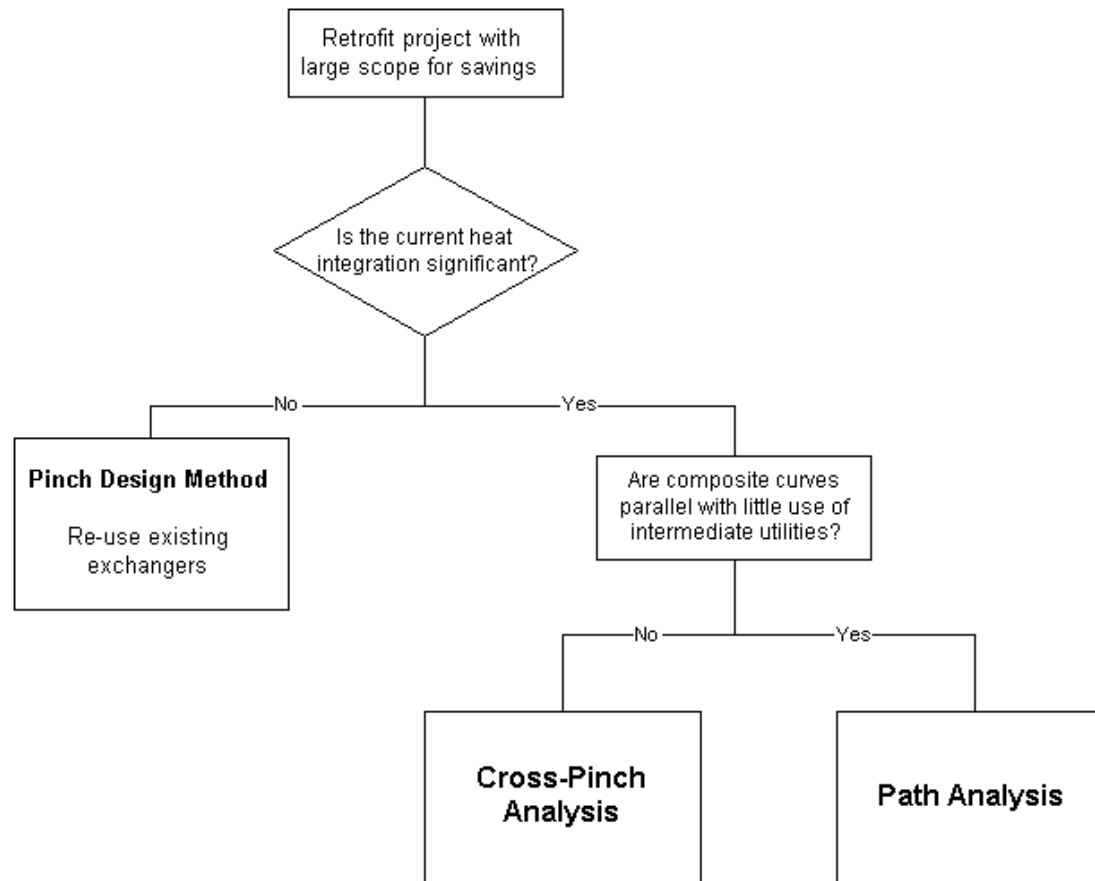 Retrofit project with
large scope for savings
Is the current heat
integration significant?
No
Yes
Pinch Design Method
Re-use existing
exchangers
Are composite curves
parallel with little use of
intermediate utilities?
No
Yes
Cross-Pinch
Analysis
Path Analysis